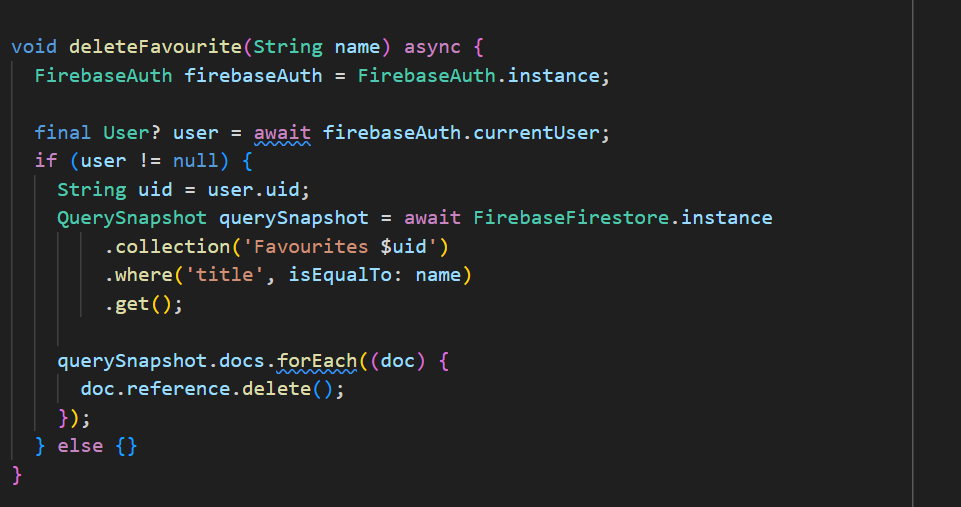 void deleteFavourite(String name) async {
FirebaseAuth firebaseAuth = FirebaseAuth.instance;
final User? user = await firebaseAuth.currentUser;
if (user != null) {
String uid = user.uid;
QuerySnapshot querySnapshot = await FirebaseFirestore.instance
.collection('Favourites $uid')
.where('title', isEqualTo: name)
.get();
querySnapshot.docs.forEach((doc) {
doc.reference.delete();
});
} else {}
}